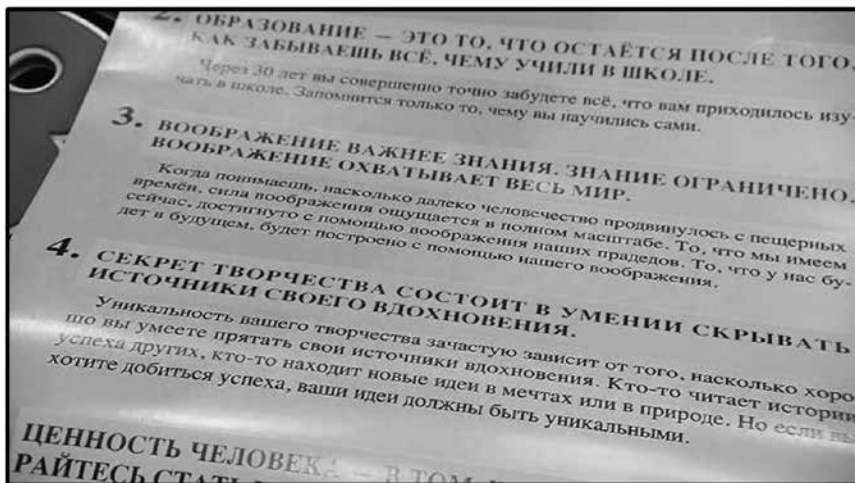 2. ОБРАЗОВАНИЕ — ЭТО ТО, ЧТО ОСТАЁТСЯ ПОСЛЕ ТОГО,
КАК ЗАБЫВАЕШЬ ВСЁ, ЧЕМУ УЧИЛИ В ШКОЛЕ.
Через 30 лет вы совершенно точно забудете всё, что вам приходилось изу-
чать в школе. Запомнится только то, чему вы научились сами.
3. ВООБРАЖЕНИЕ ВАЖНЕЕ ЗНАНИЯ. ЗНАНИЕ ОГРАНИЧЕНО.
ВООБРАЖЕНИЕ ОХВАТЫВАЕТ ВЕСЬ МИР.
Когда понимаешь, насколько далеко человечество продвинулось с пещерных
времён, сила воображения ощущается в полном масштабе. То, что мы имеем
сейчас, достигнуто с помощью воображения наших прадедов. То, что у нас бу-
дет в будущем, будет построено с помощью нашего воображения.
4. СЕКРЕТ ТВОРЧЕСТВА СОСТОИТ В УМЕНИИ СКРЫВАТЬ
ИСТОЧНИКИ СВОЕГО ВДОХНОВЕНИЯ.
Уникальность вашего творчества зачастую зависит от того, насколько хоро-
шо вы умеете прятать свои источники вдохновения. Кто-то читает истории
успеха других, кто-то находит новые идеи в мечтах или в природе. Но если вы
хотите добиться успеха, ваши идеи должны быть уникальными.
ЦЕННОСТЬ ЧЕЛОВЕКА — В ТОМ,
РАЙТЕСЬ СТАТЬ